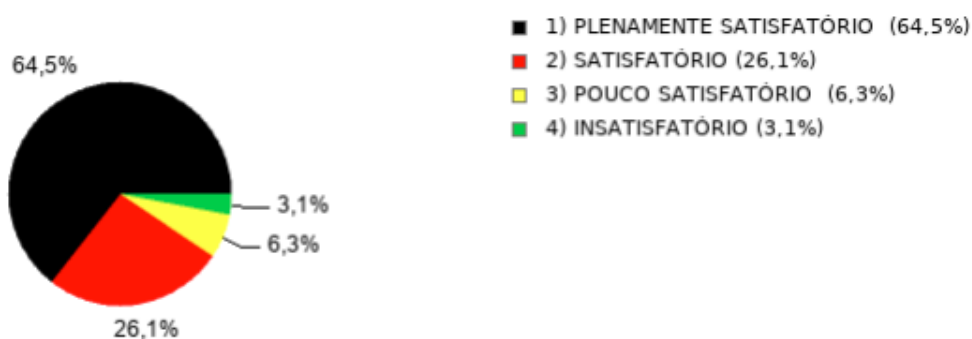 1) PLENAMENTE SATISFATÓRIO (64,5%)
2) SATISFATÓRIO (26,1%)
3) POUCO SATISFATÓRIO (6,3%)
4) INSATISFATÓRIO (3,1%)
64,5%
3,1%
6,3%
26,1%